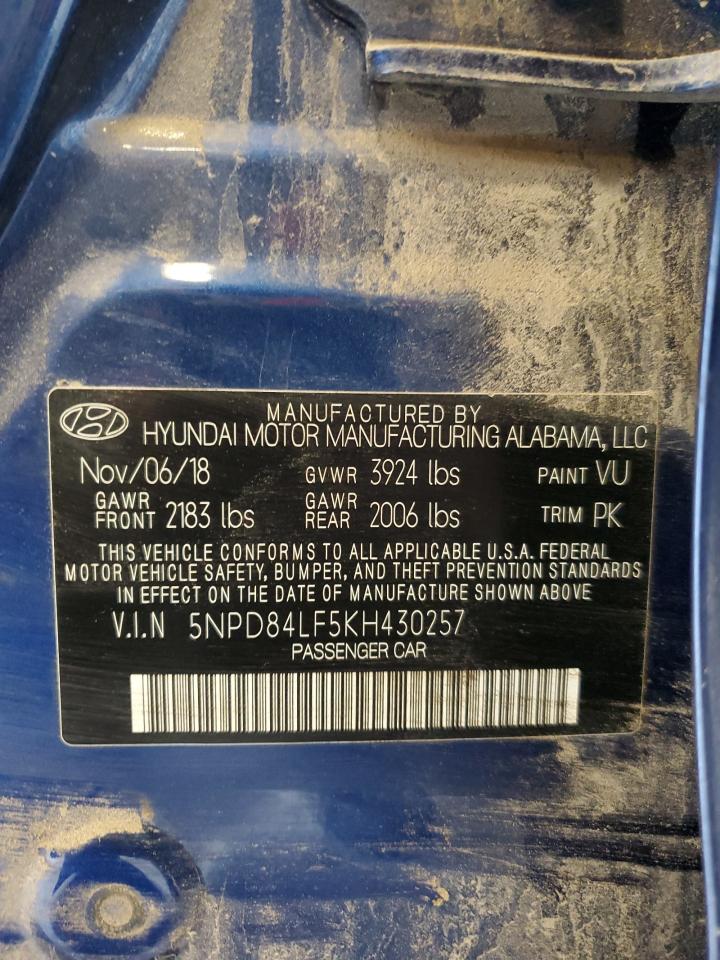 MANUFACTURED BY
HYUNDAI MOTOR MANUFACTURING ALABAMA, LLC
Nov/06/18 GVWR 3924 lbs PAINT VU
GAWR FRONT 2183 lbs GAWR REAR 2006 lbs TRIM PK
THIS VEHICLE CONFORMS TO ALL APPLICABLE U.S.A. FEDERAL
MOTOR VEHICLE SAFETY, BUMPER, AND THEFT PREVENTION STANDARDS
IN EFFECT ON THE DATE OF MANUFACTURE SHOWN ABOVE
V.I.N 5NPD84LF5KH430257
PASSENGER CAR